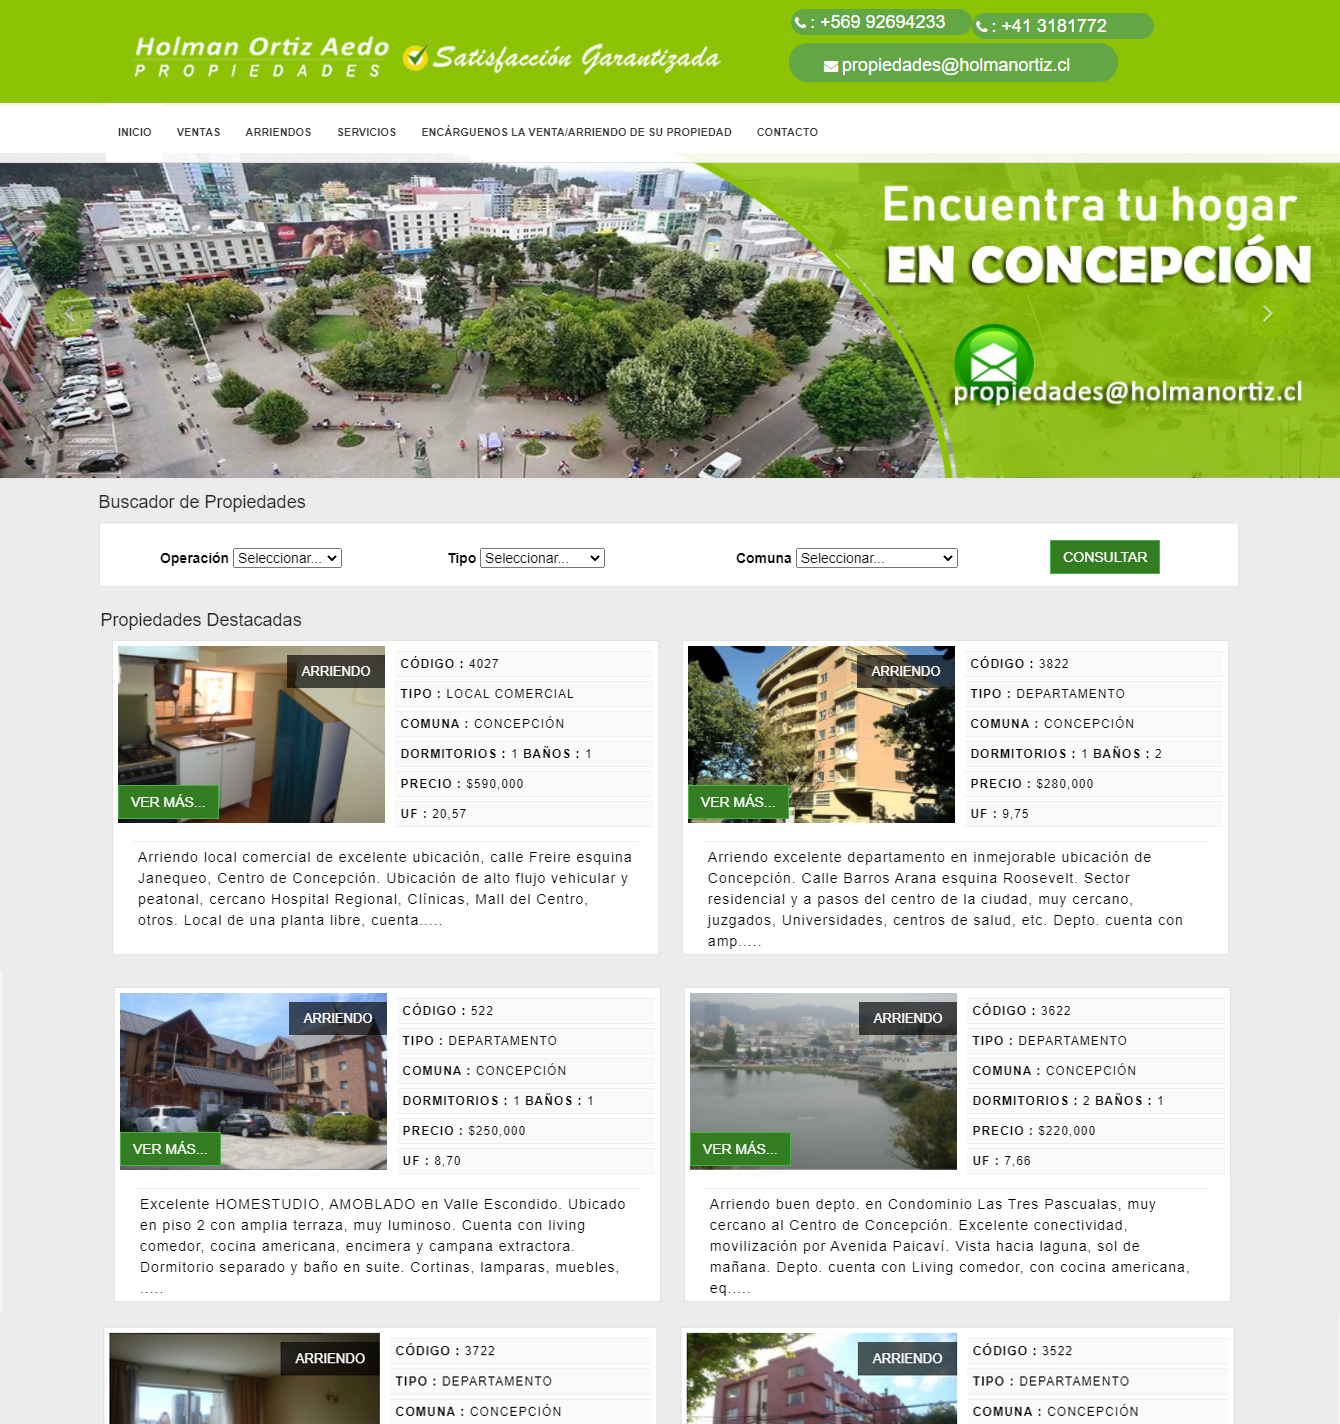 Holman Ortiz Aedo
PROPIEDADES
Satisfacción Garantizada
: +569 92694233
: +41 3181772
propiedades@holmanortiz.cl
INICIO
VENTAS
ARRIENDOS
SERVICIOS
ENCÁRGUENOS LA VENTA/ARRIENDO DE SU PROPIEDAD
CONTACTO
Encuentra tu hogar
EN CONCEPCIÓN
propiedades@holmanortiz.cl
Buscador de Propiedades
Operación Seleccionar...
Tipo Seleccionar...
Comuna Seleccionar...
CONSULTAR
Propiedades Destacadas
ARRIENDO
VER MÁS...
CÓDIGO : 4027
TIPO : LOCAL COMERCIAL
COMUNA : CONCEPCIÓN
DORMITORIOS : 1 BAÑOS : 1
PRECIO : $590,000
UF : 20,57
Arriendo local comercial de excelente ubicación, calle Freire esquina
Janequeo, Centro de Concepción. Ubicación de alto flujo vehicular y
peatonal, cercano Hospital Regional, Clínicas, Mall del Centro,
otros. Local de una planta libre, cuenta.....
ARRIENDO
VER MÁS...
CÓDIGO : 3822
TIPO : DEPARTAMENTO
COMUNA : CONCEPCIÓN
DORMITORIOS : 1 BAÑOS : 2
PRECIO : $280,000
UF : 9,75
Arriendo excelente departamento en inmejorable ubicación de
Concepción. Calle Barros Arana esquina Roosevelt. Sector
residencial y a pasos del centro de la ciudad, muy cercano,
juzgados, Universidades, centros de salud, etc. Depto. cuenta con
amp.....
ARRIENDO
VER MÁS...
CÓDIGO : 522
TIPO : DEPARTAMENTO
COMUNA : CONCEPCIÓN
DORMITORIOS : 1 BAÑOS : 1
PRECIO : $250,000
UF : 8,70
Excelente HOMESTUDIO, AMOBLADO en Valle Escondido. Ubicado
en piso 2 con amplia terraza, muy luminoso. Cuenta con living
comedor, cocina americana, encimera y campana extractora.
Dormitorio separado y baño en suite. Cortinas, lamparas, muebles,
.....
ARRIENDO
VER MÁS...
CÓDIGO : 3622
TIPO : DEPARTAMENTO
COMUNA : CONCEPCIÓN
DORMITORIOS : 2 BAÑOS : 1
PRECIO : $220,000
UF : 7,66
Arriendo buen depto. en Condominio Las Tres Pascualas, muy
cercano al Centro de Concepción. Excelente conectividad,
movilización por Avenida Paicaví. Vista hacia laguna, sol de
mañana. Depto. cuenta con Living comedor, con cocina americana,
eq.....
ARRIENDO
CÓDIGO : 3722
TIPO : DEPARTAMENTO
COMUNA : CONCEPCIÓN
ARRIENDO
CÓDIGO : 3522
TIPO : DEPARTAMENTO
COMUNA : CONCEPCIÓN